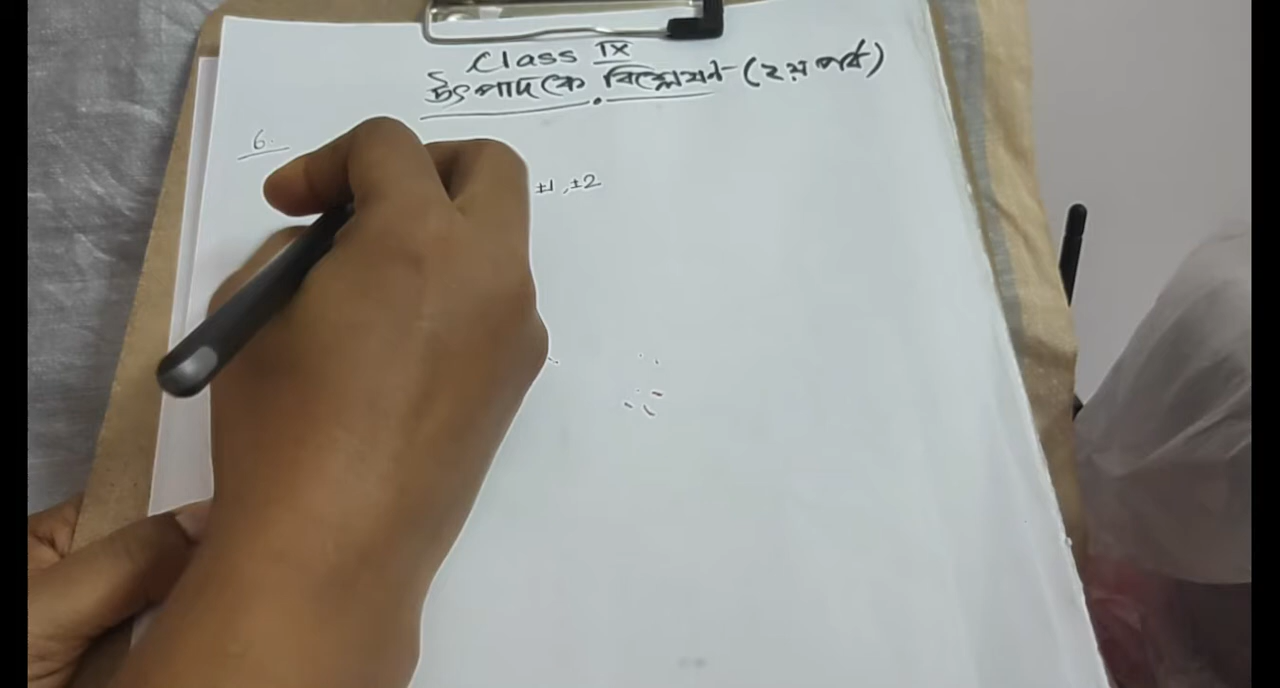 Class IX
উৎপাদকে বিশ্লেষণ (২য় পর্ব)
6.
±1, ±2